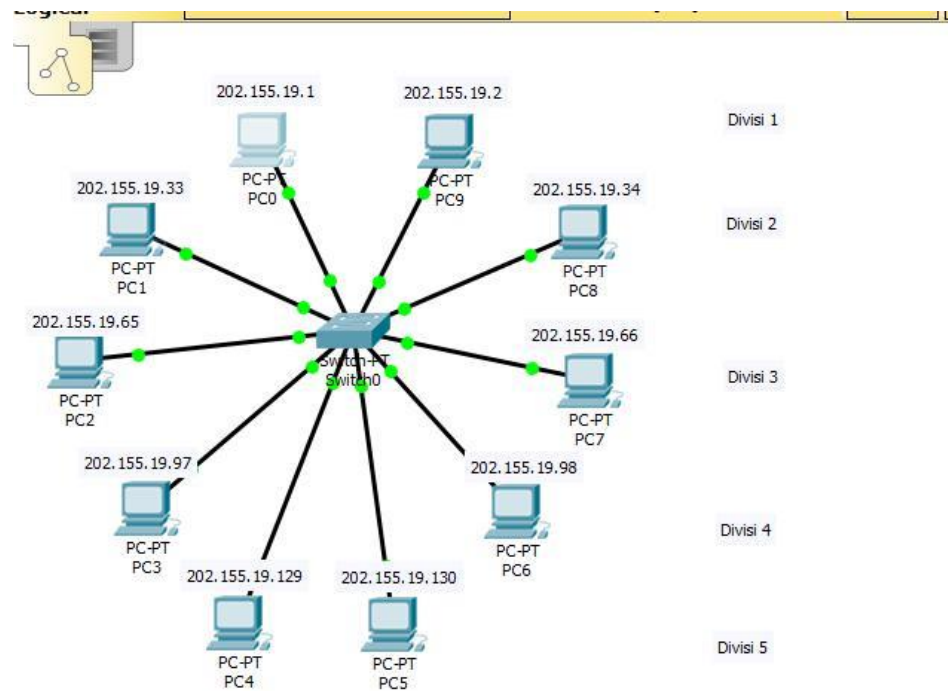 Logical
202.155.19.1
202.155.19.2
Divisi 1
PC-PT
PC0
PC-PT
PC9
202.155.19.33
202.155.19.34
Divisi 2
PC-PT
PC1
PC-PT
PC8
202.155.19.65
202.155.19.66
Switch-PT
Switch0
Divisi 3
PC-PT
PC2
PC-PT
PC7
202.155.19.97
202.155.19.98
Divisi 4
PC-PT
PC3
PC-PT
PC6
202.155.19.129
202.155.19.130
Divisi 5
PC-PT
PC4
PC-PT
PC5